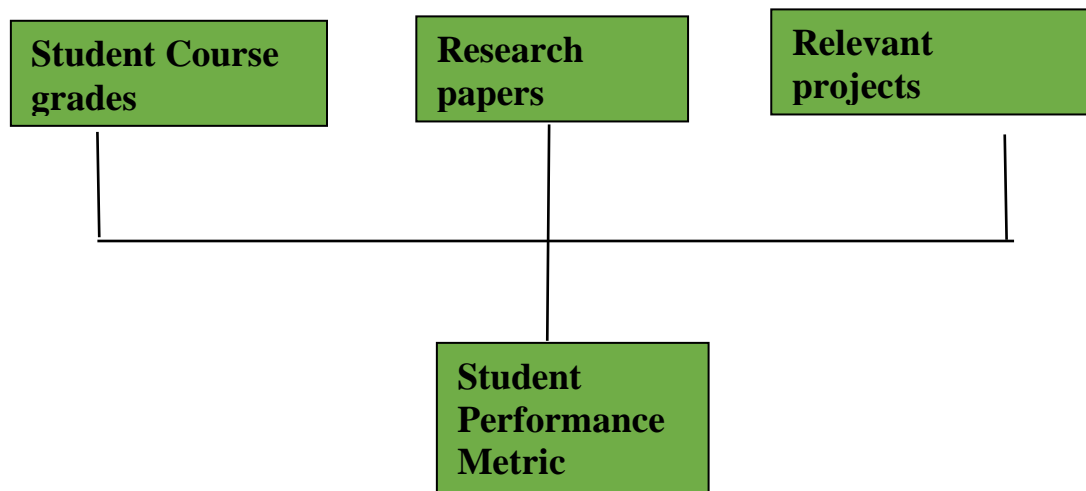 Student Course
grades
Research
papers
Relevant
projects
Student
Performance
Metric